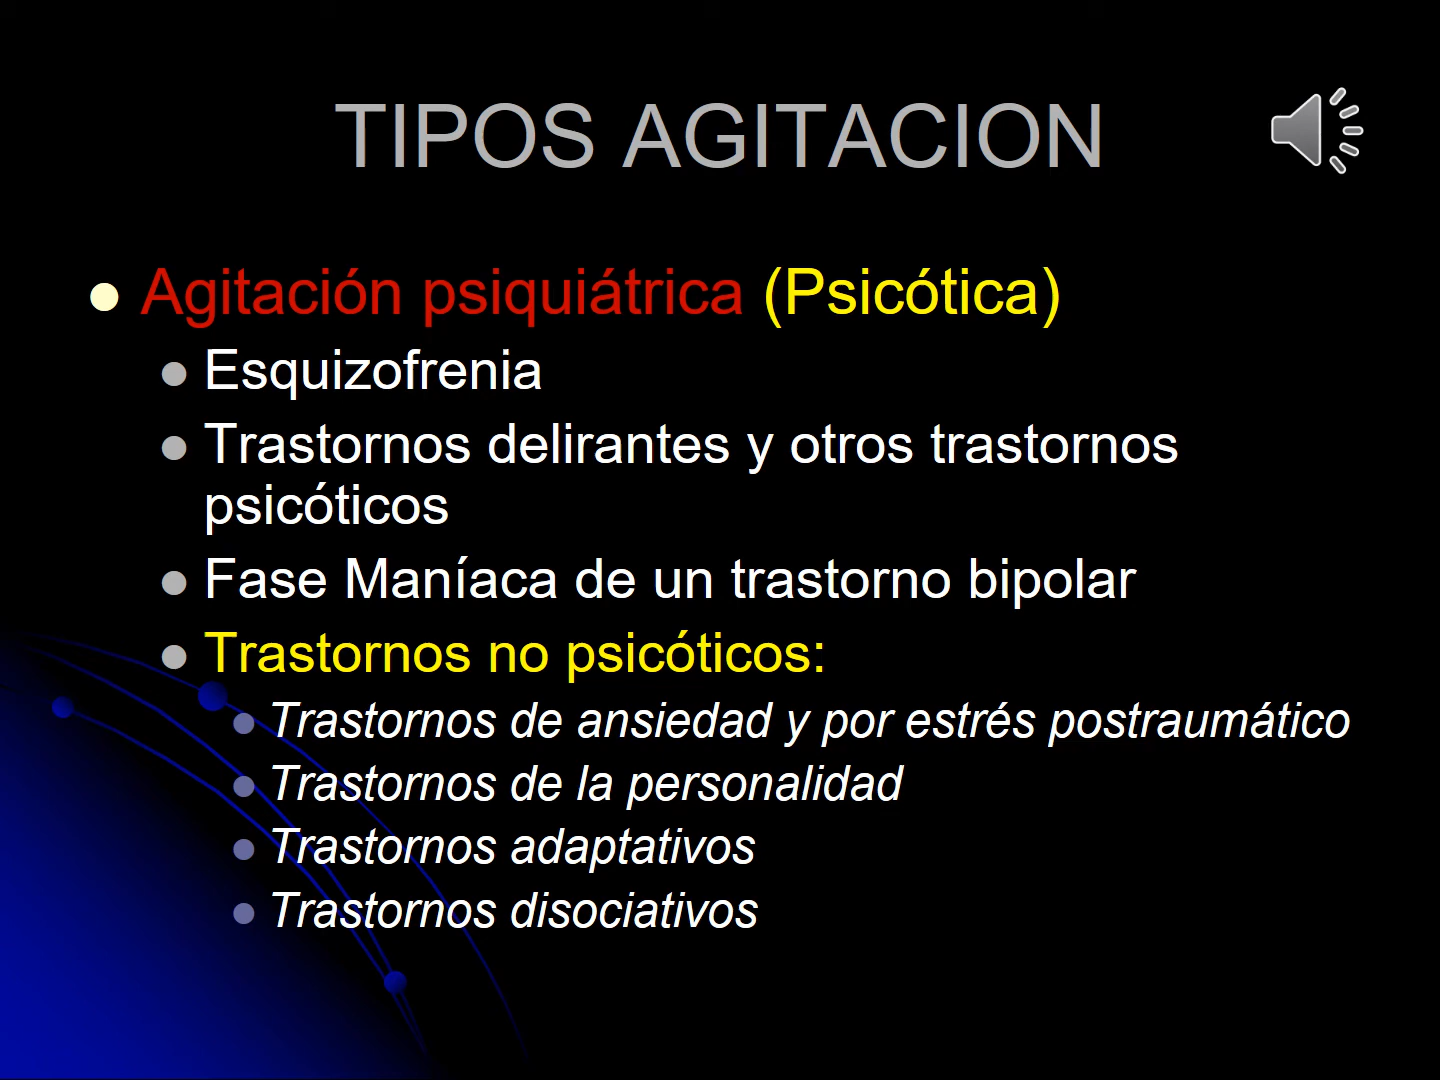 TIPOS AGITACION
Agitación psiquiátrica (Psicótica)
Esquizofrenia
Trastornos delirantes y otros trastornos
psicóticos
Fase Maníaca de un trastorno bipolar
Trastornos no psicóticos:
Trastornos de ansiedad y por estrés postraumático
Trastornos de la personalidad
Trastornos adaptativos
Trastornos disociativos